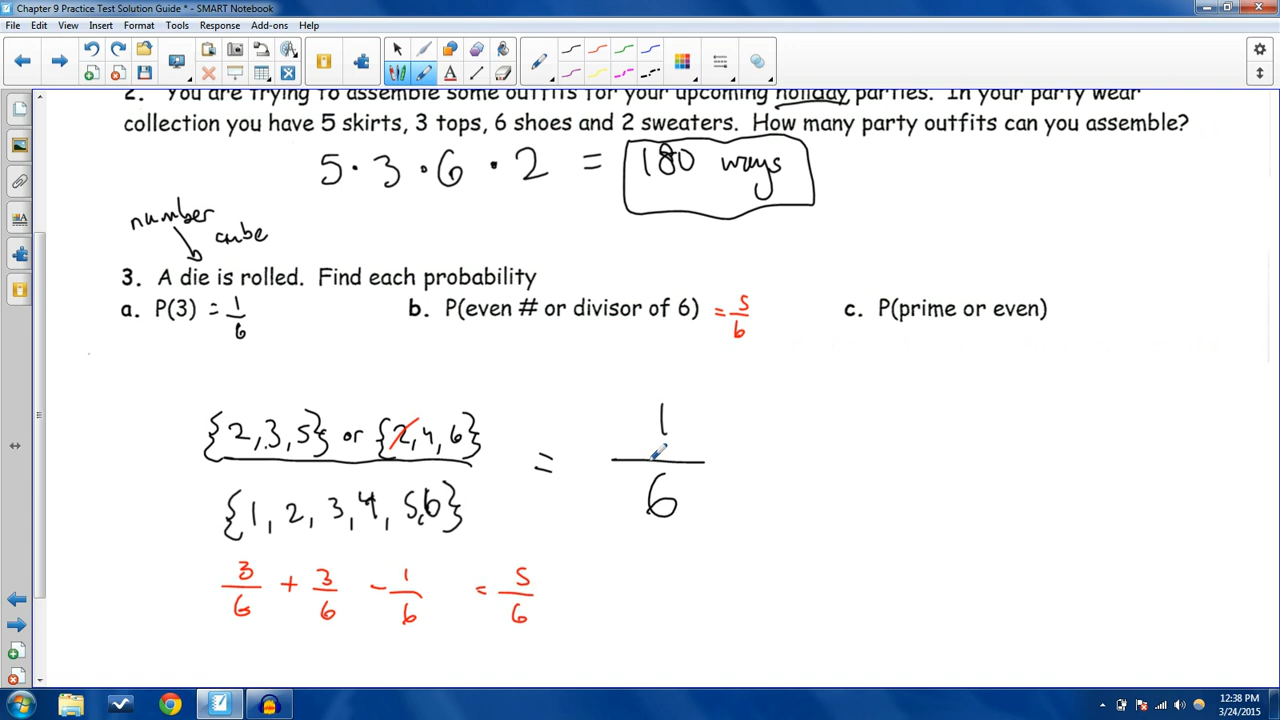 Chapter 9 Practice Test Solution Guide * - SMART Notebook
File Edit View Insert Format Tools Response Add-ons Help
2. You are trying to assemble some outfits for your upcoming holiday parties. In your party wear
collection you have 5 skirts, 3 tops, 6 shoes and 2 sweaters. How many party outfits can you assemble?
5 · 3 · 6 · 2 = 180 ways
number
cube
3. A die is rolled. Find each probability
a. P(3) = 1/6 b. P(even # or divisor of 6) = 5/6 c. P(prime or even)
{2, 3, 5} or {2, 4, 6} = 1
{1, 2, 3, 4, 5, 6} 6
3/6 + 3/6 - 1/6 = 5/6
12:38 PM
3/24/2015